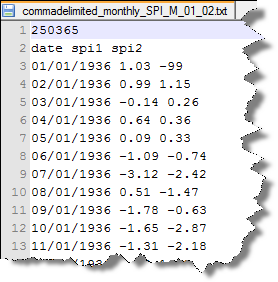 commadelimited_monthly_SPI_M_01_02.txt
1 250365
2 date spi1 spi2
3 01/01/1936 1.03 -99
4 02/01/1936 0.99 1.15
5 03/01/1936 -0.14 0.26
6 04/01/1936 0.64 0.36
7 05/01/1936 0.09 0.33
8 06/01/1936 -1.09 -0.74
9 07/01/1936 -3.12 -2.42
10 08/01/1936 0.51 -1.47
11 09/01/1936 -1.78 -0.63
12 10/01/1936 -1.65 -2.87
13 11/01/1936 -1.31 -2.18